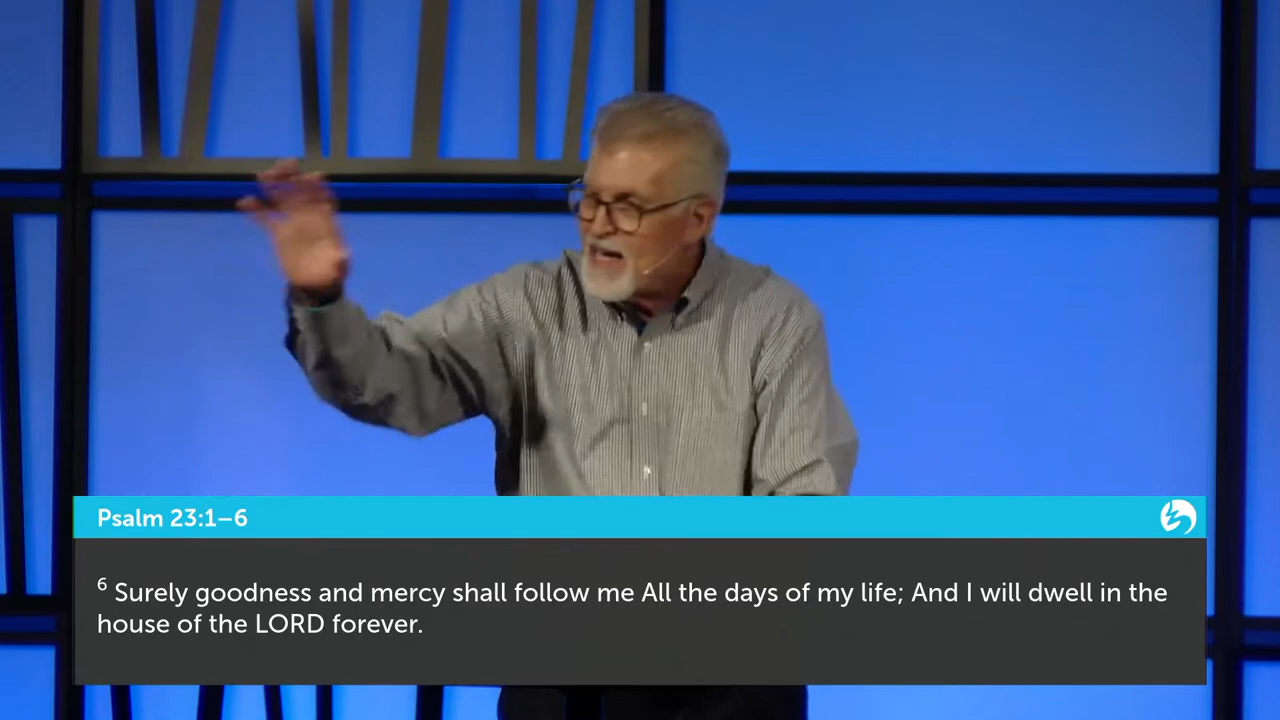 Psalm 23:1–6
⁶ Surely goodness and mercy shall follow me All the days of my life; And I will dwell in the
house of the LORD forever.